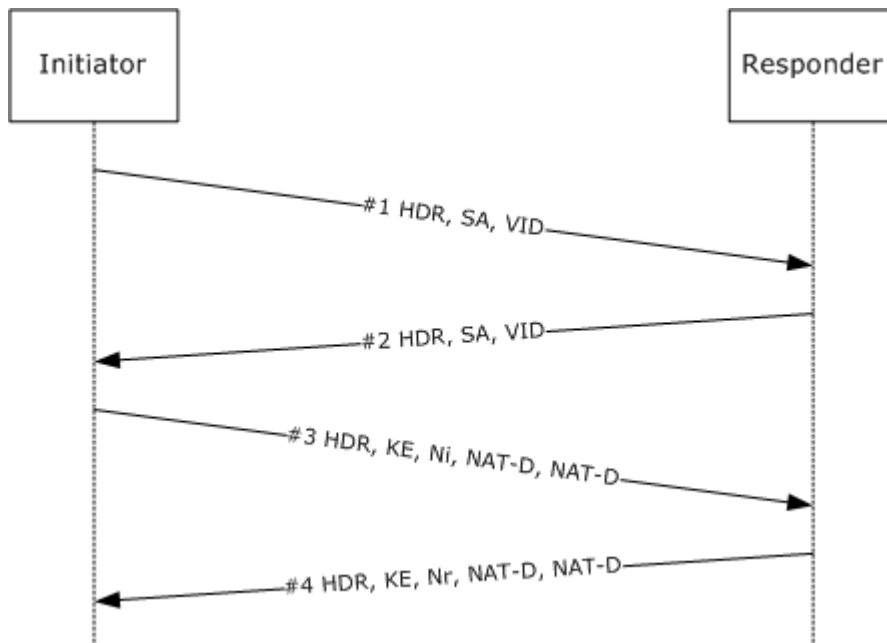 Initiator
Responder
#1 HDR, SA, VID
#2 HDR, SA, VID
#3 HDR, KE, Ni, NAT-D, NAT-D
#4 HDR, KE, Nr, NAT-D, NAT-D